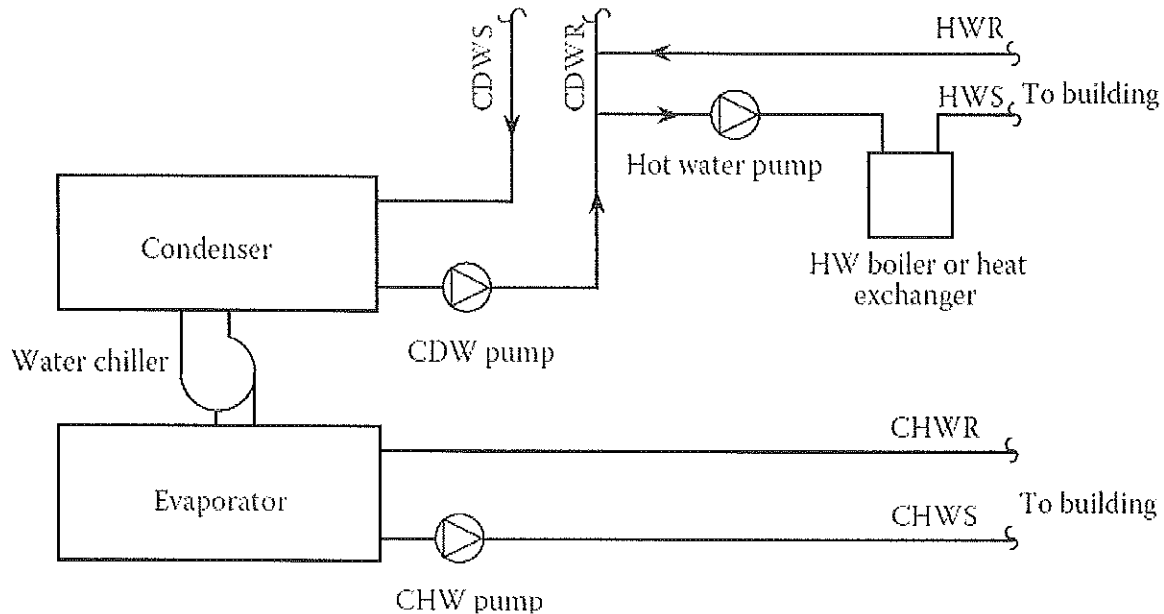 CDWS
CDWR
HWR
HWS
To building
Hot water pump
Condenser
HW boiler or heat
exchanger
CDW pump
Water chiller
CHWR
Evaporator
To building
CHWS
CHW pump